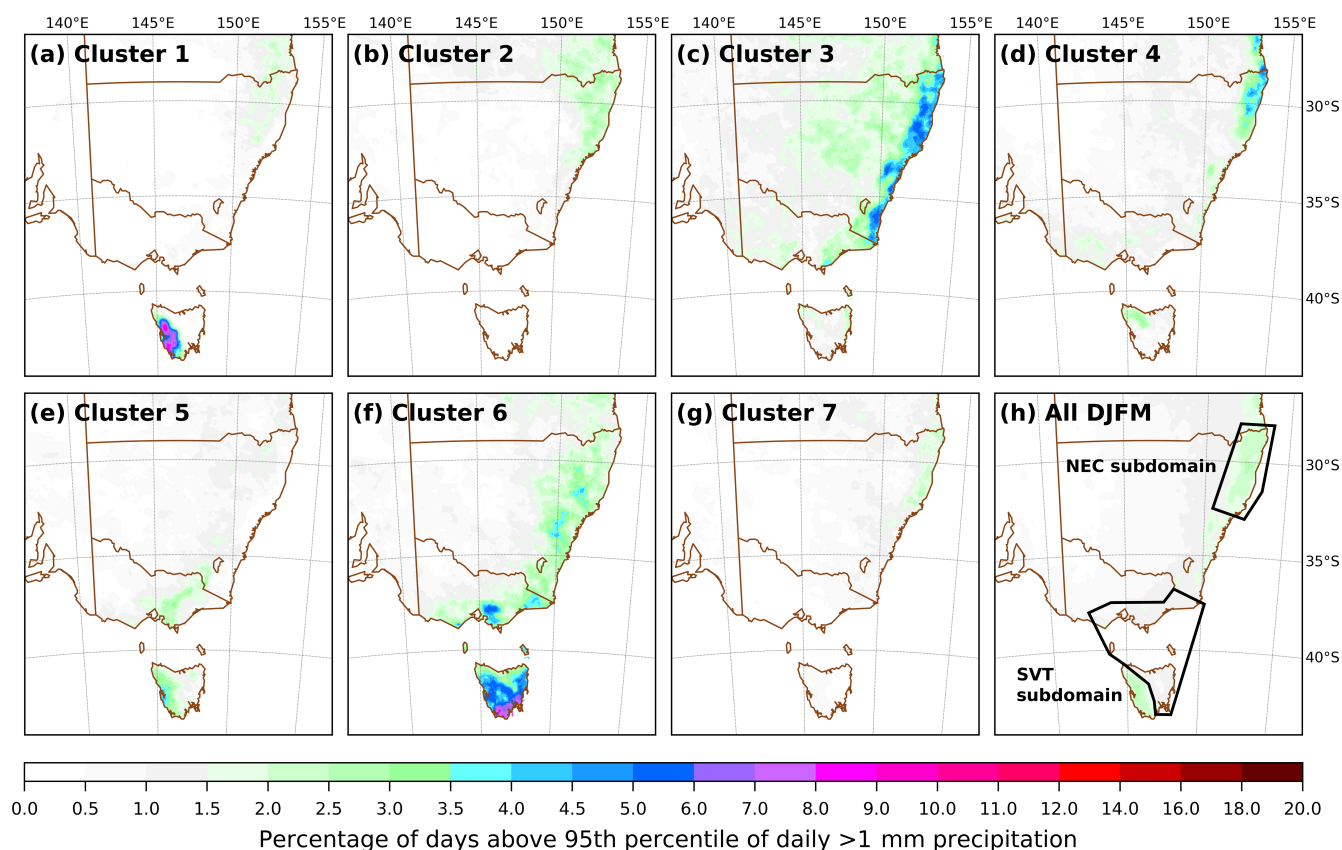 140°E 145°E 150°E 155°E 140°E 145°E 150°E 155°E 140°E 145°E 150°E 155°E 140°E 145°E 150°E 155°E
(a) Cluster 1 (b) Cluster 2 (c) Cluster 3 (d) Cluster 4
30°S
35°S
40°S
(e) Cluster 5 (f) Cluster 6 (g) Cluster 7 (h) All DJFM
NEC subdomain 30°S
35°S
40°S
SVT
subdomain
0.0 0.5 1.0 1.5 2.0 2.5 3.0 3.5 4.0 4.5 5.0 6.0 7.0 8.0 9.0 10.0 11.0 12.0 14.0 16.0 18.0 20.0
Percentage of days above 95th percentile of daily >1 mm precipitation